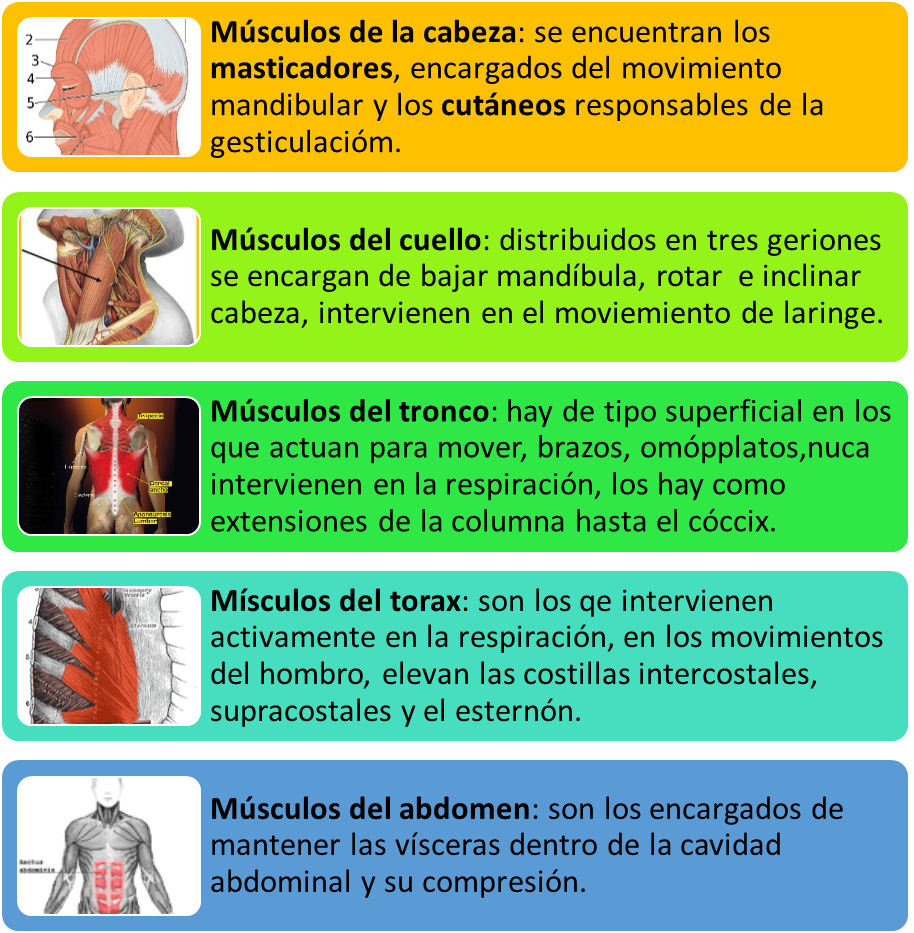 2
3
4
5
6
Músculos de la cabeza: se encuentran los
masticadores, encargados del movimiento
mandibular y los cutáneos responsables de la
gesticulacióm.
Músculos del cuello: distribuidos en tres geriones
se encargan de bajar mandíbula, rotar e inclinar
cabeza, intervienen en el moviemiento de laringe.
Trapecio
Dorsal
ancho
Aponeurosis
Lumbar
Músculos del tronco: hay de tipo superficial en los
que actuan para mover, brazos, omópplatos,nuca
intervienen en la respiración, los hay como
extensiones de la columna hasta el cóccix.
Mísculos del torax: son los qe intervienen
activamente en la respiración, en los movimientos
del hombro, elevan las costillas intercostales,
supracostales y el esternón.
Rectus
abdominis
Músculos del abdomen: son los encargados de
mantener las vísceras dentro de la cavidad
abdominal y su compresión.